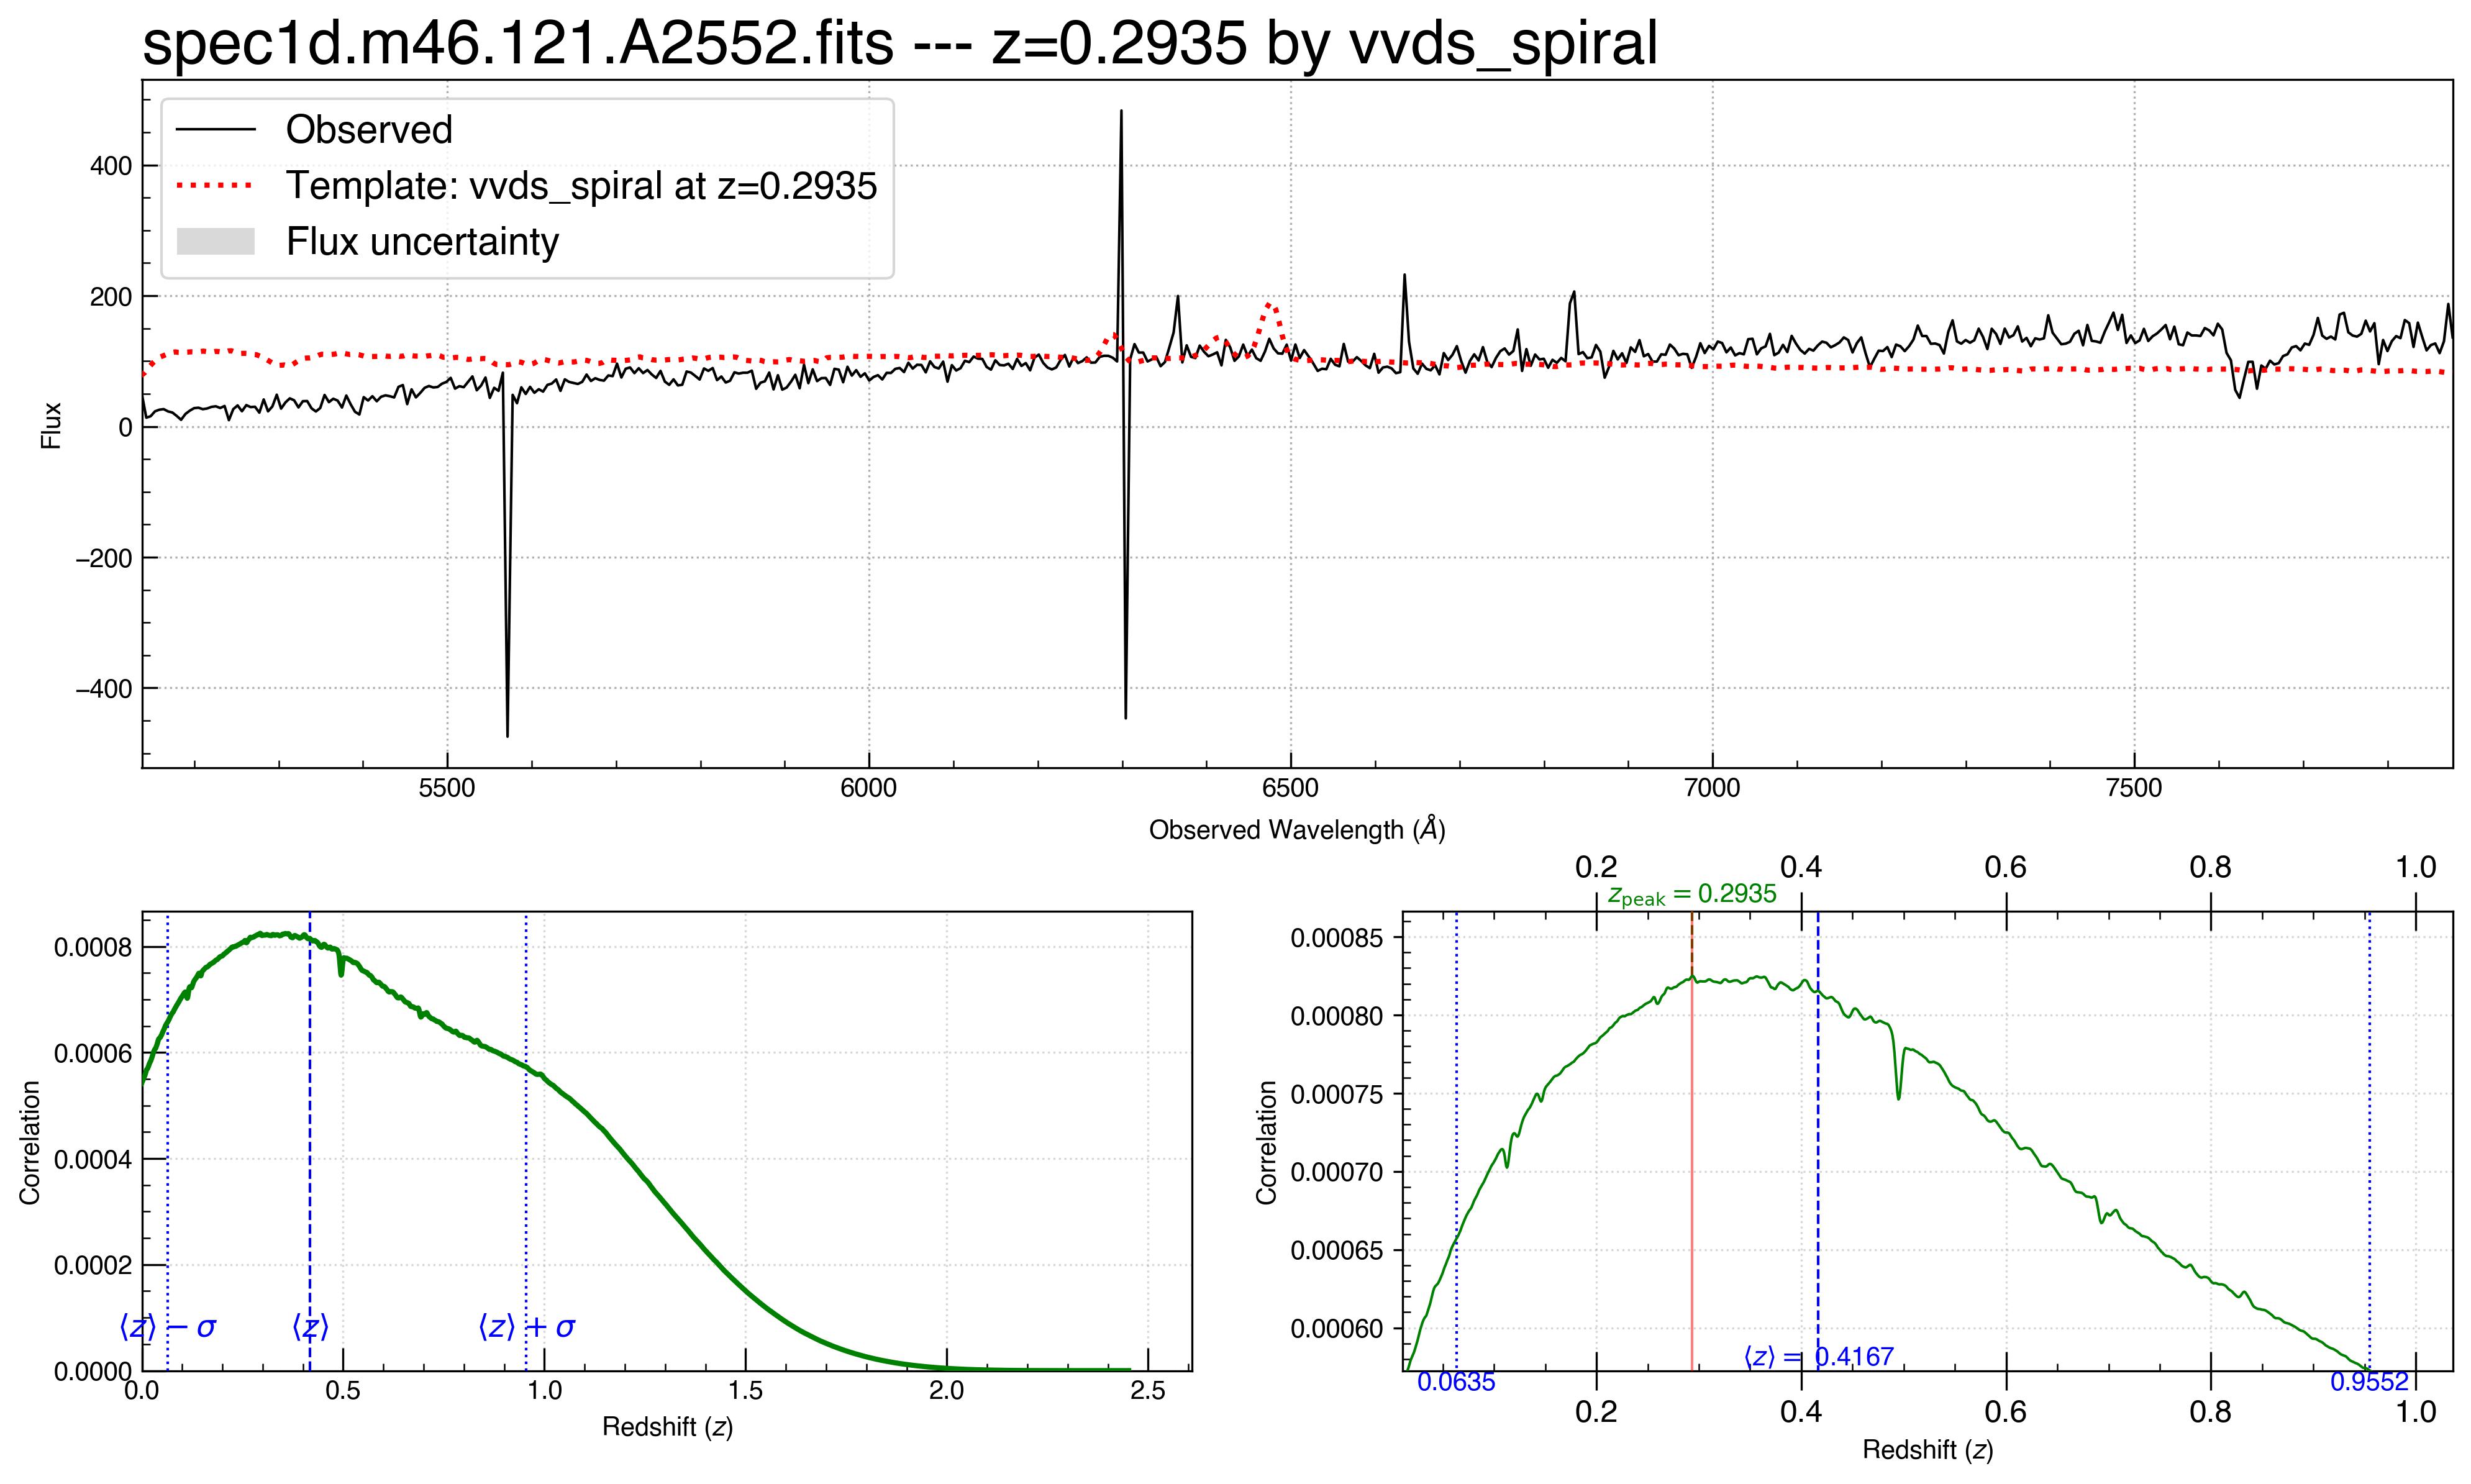 spec1d.m46.121.A2552.fits --- z=0.2935 by vvds_spiral
Observed
Template: vvds_spiral at z=0.2935
Flux uncertainty
400
200
0
−200
−400
Flux
5500 6000 6500 7000 7500
Observed Wavelength (Å)
0.2 0.4 0.6 0.8 1.0
z_peak = 0.2935
0.0008
0.0006
0.0004
0.0002
0.0000
Correlation
⟨z⟩ − σ ⟨z⟩ ⟨z⟩ + σ
0.0 0.5 1.0 1.5 2.0 2.5
Redshift (z)
0.00085
0.00080
0.00075
0.00070
0.00065
0.00060
Correlation
⟨z⟩ = 0.4167
0.0635 0.9552
0.2 0.4 0.6 0.8 1.0
Redshift (z)